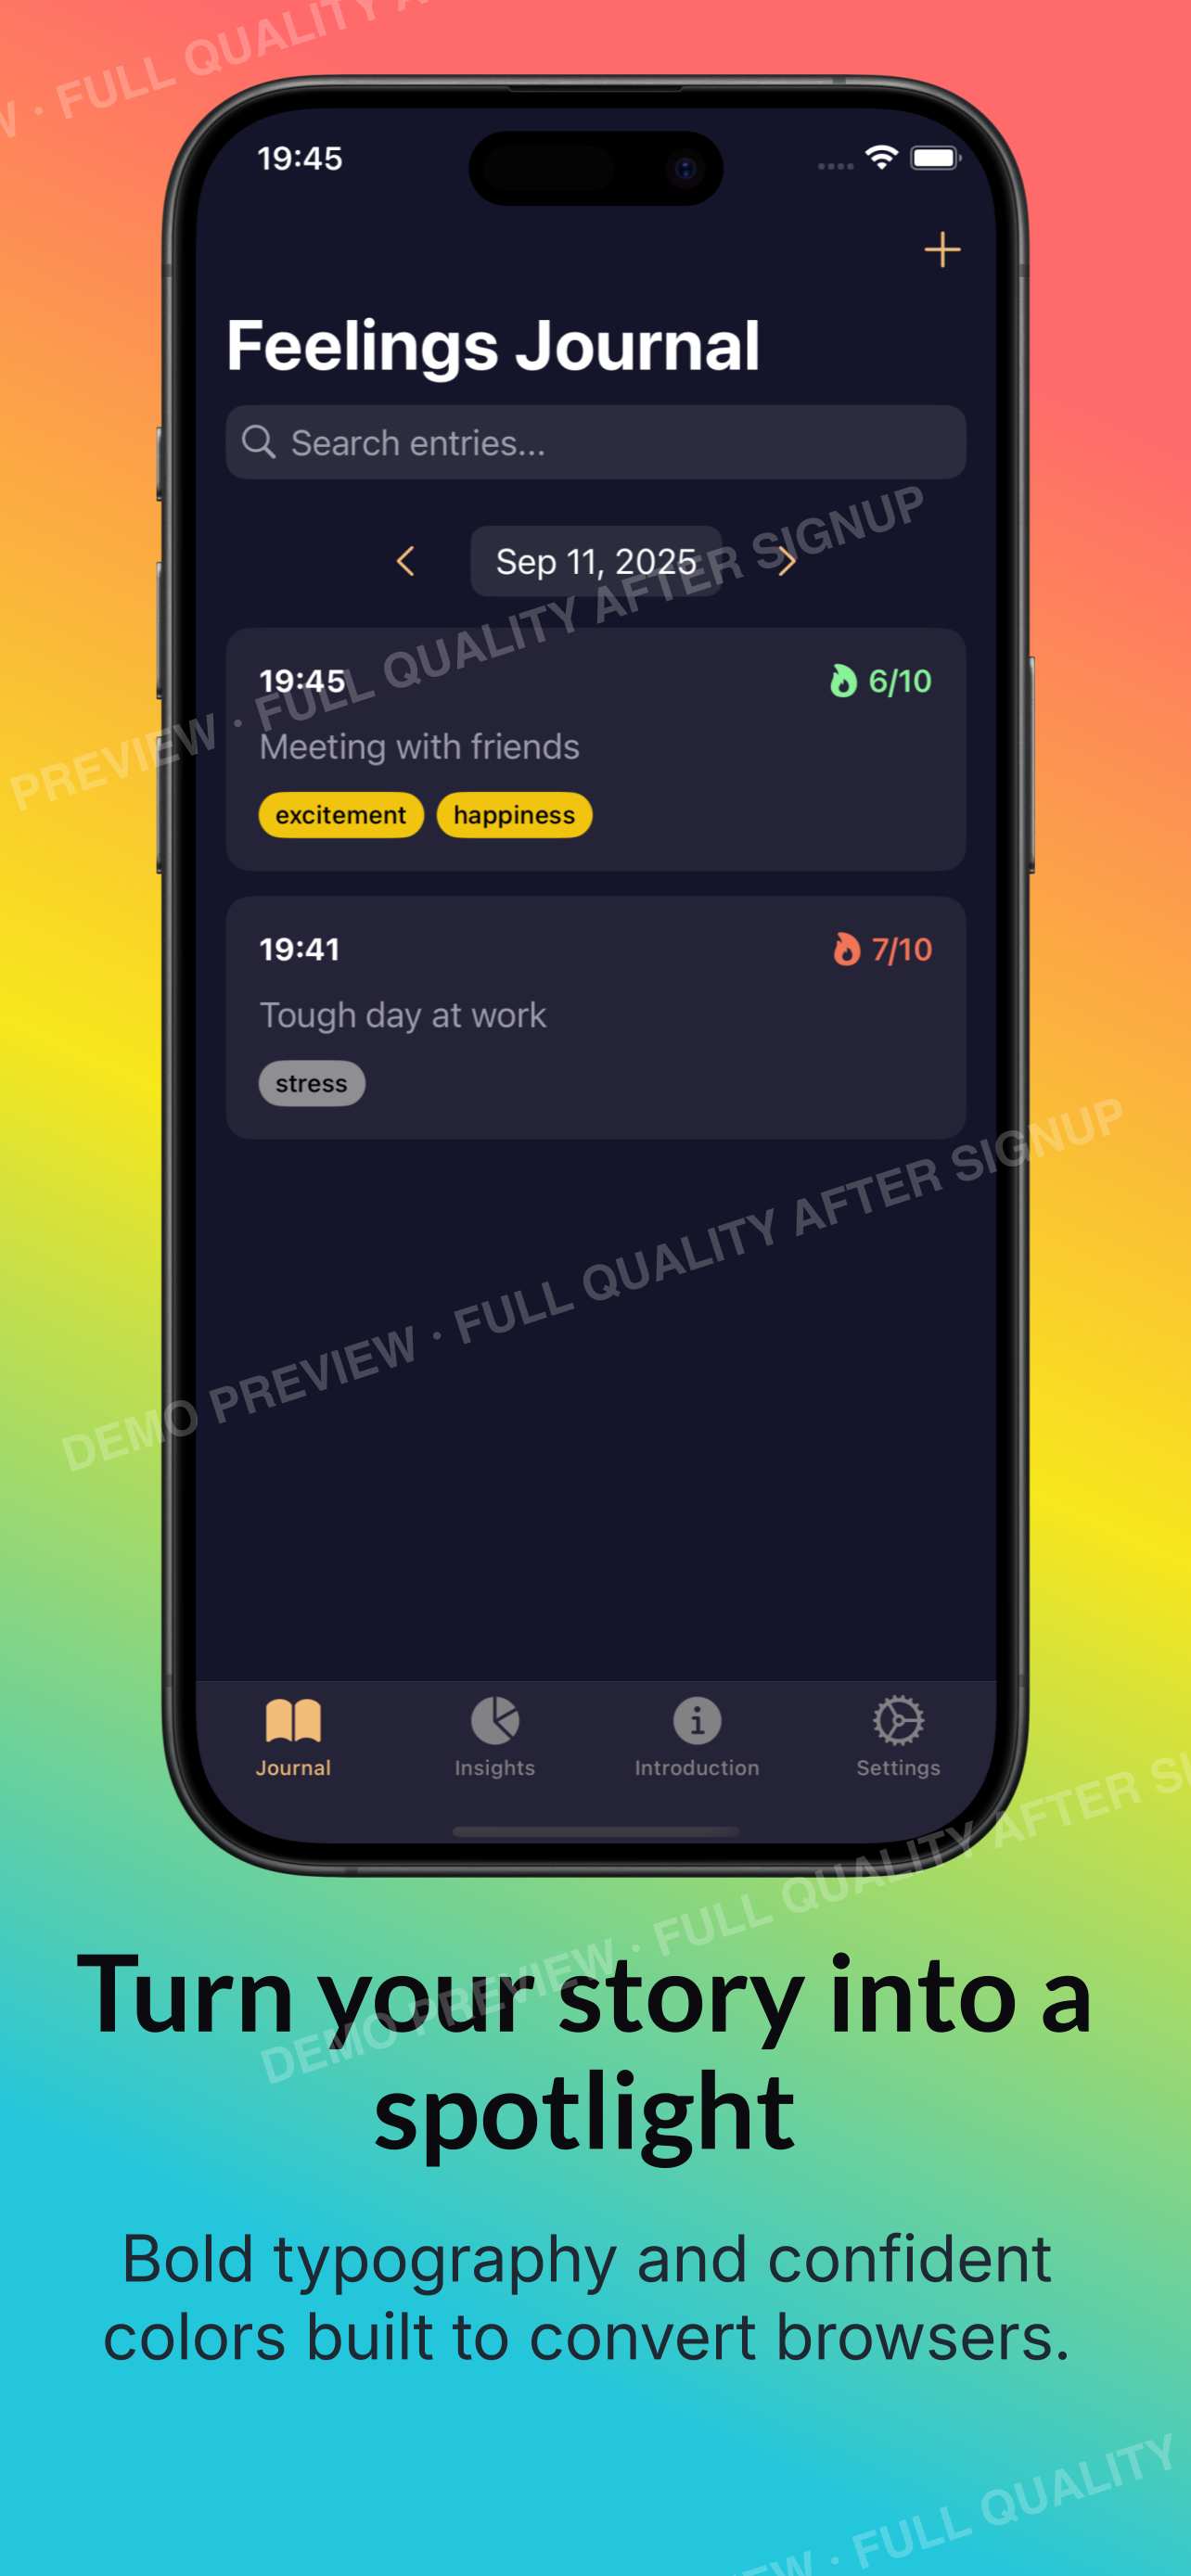 W · FULL QUALITY A
19:45
Feelings Journal
Search entries...
Sep 11, 2025
PREVIEW · FULL QUALITY AFTER SIGNUP
19:45
6/10
Meeting with friends
excitement happiness
19:41
7/10
Tough day at work
stress
DEMO PREVIEW · FULL QUALITY AFTER SIGNUP
Journal Insights Introduction Settings
DEMO PREVIEW · FULL QUALITY AFTER SI
Turn your story into a
spotlight
Bold typography and confident
colors built to convert browsers.
EW · FULL QUALITY